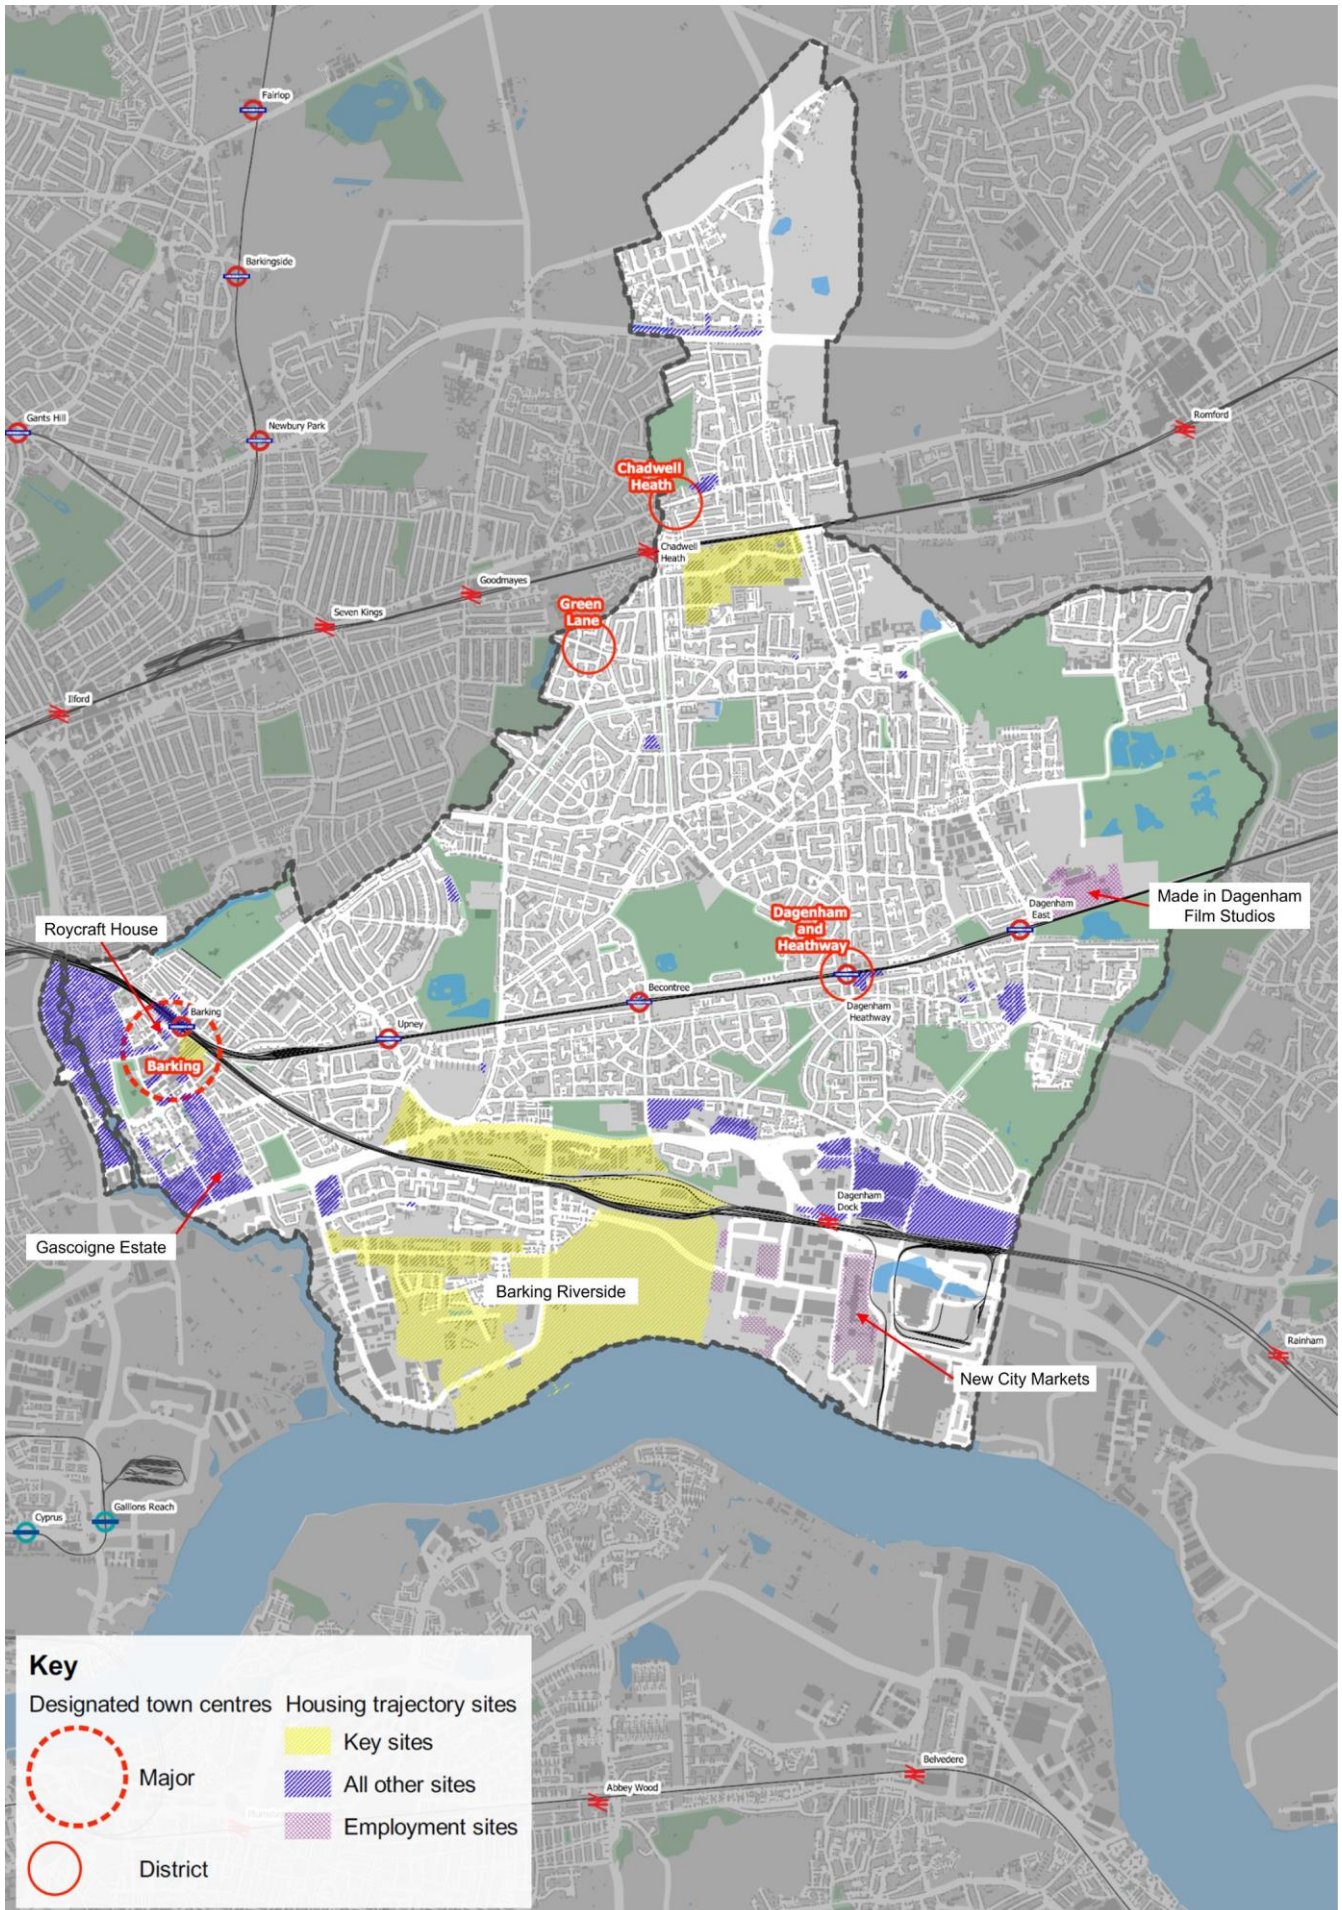 Fairlop
Barkingside
Gants Hill
Newbury Park
Romford
Chadwell
Heath
Chadwell
Heath
Goodmayes
Green
Lane
Seven Kings
Ilford
Made in Dagenham
Film Studios
Dagenham
East
Dagenham
and
Heathway
Roycraft House
Becontree
Dagenham
Heathway
Barking
Upney
Barking
Dagenham
Dock
Gascoigne Estate
Barking Riverside
Rainham
New City Markets
Gallions Reach
Cyprus
Key
Designated town centres
Major
District
Housing trajectory sites
Key sites
All other sites
Employment sites
Belvedere
Abbey Wood